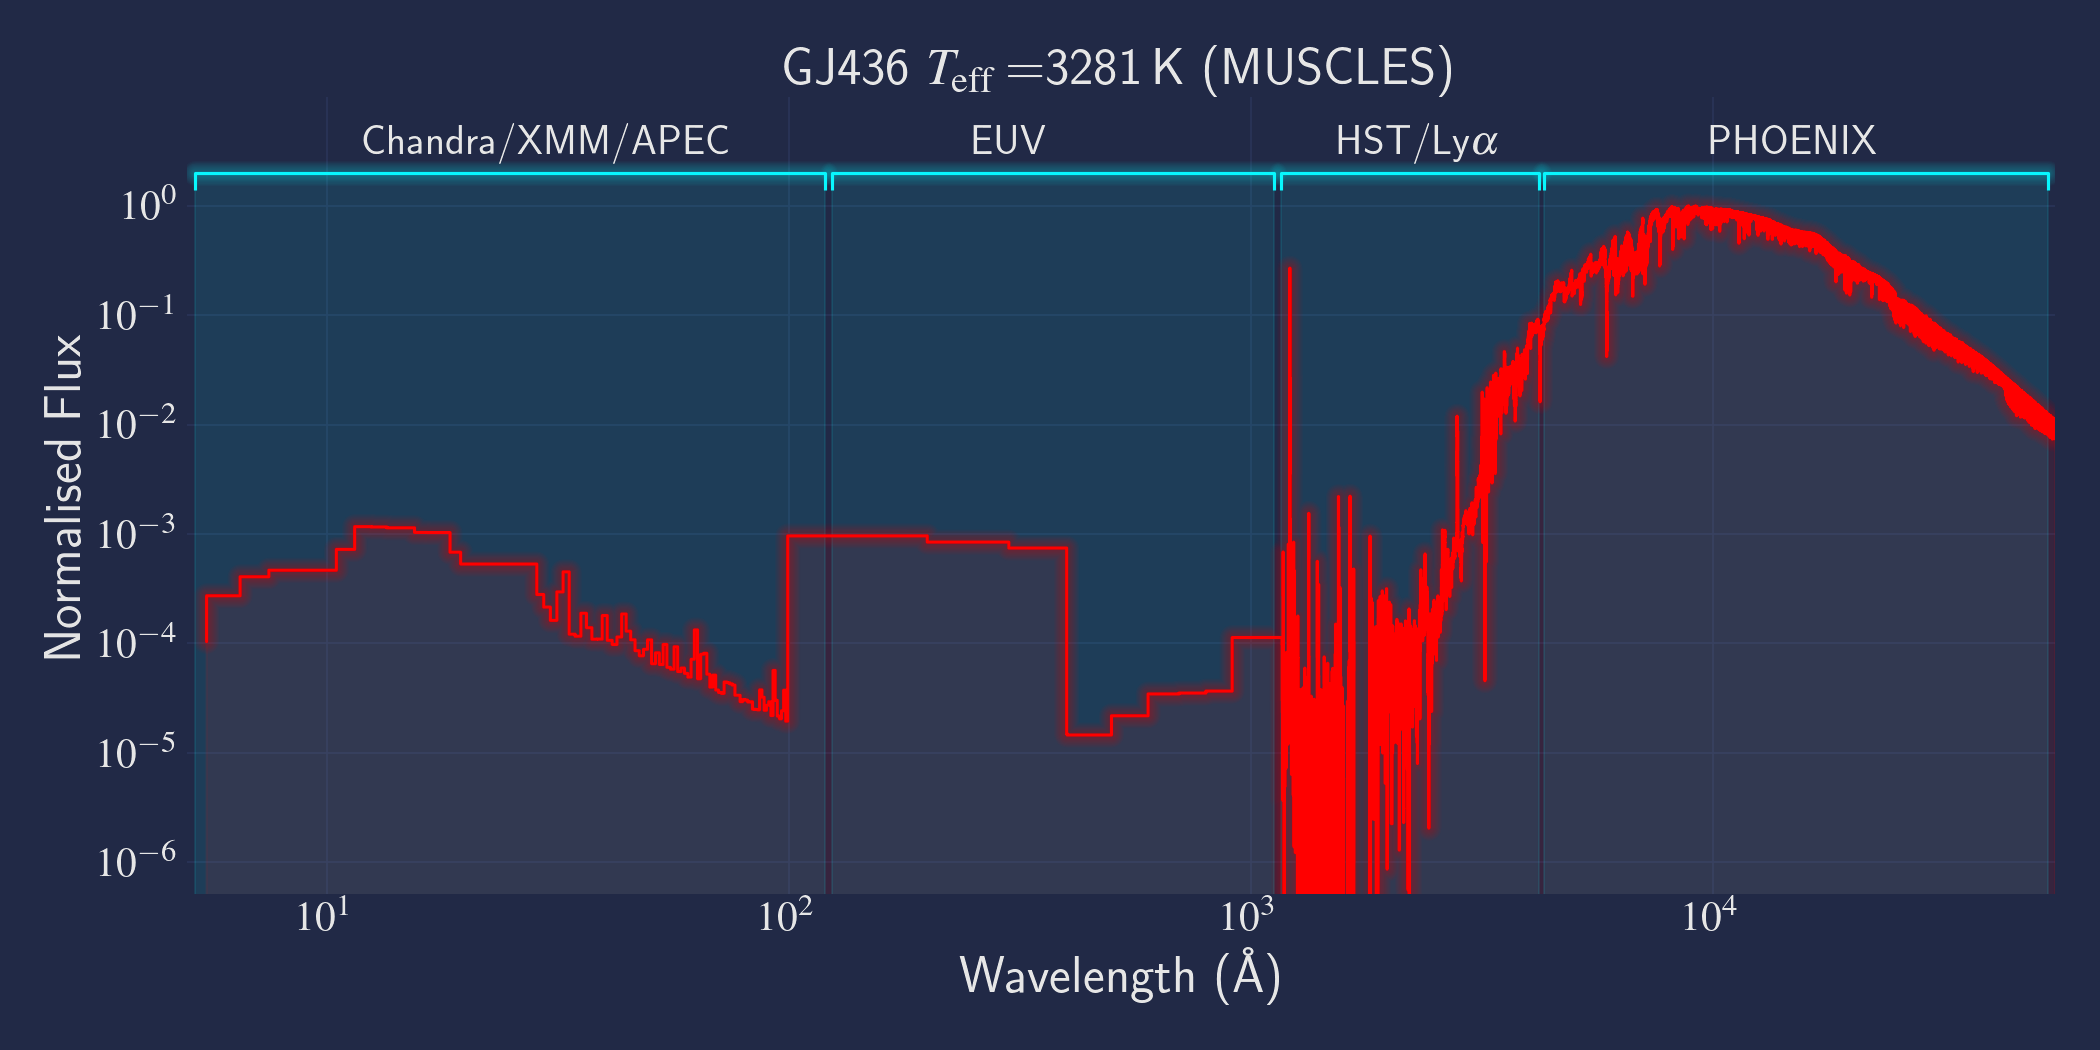 GJ436 T_eff =3281 K (MUSCLES)
Chandra/XMM/APEC EUV HST/Lyα PHOENIX
10^0
10^−1
10^−2
10^−3
10^−4
10^−5
10^−6
Normalised Flux
10^1 10^2 10^3 10^4
Wavelength (Å)